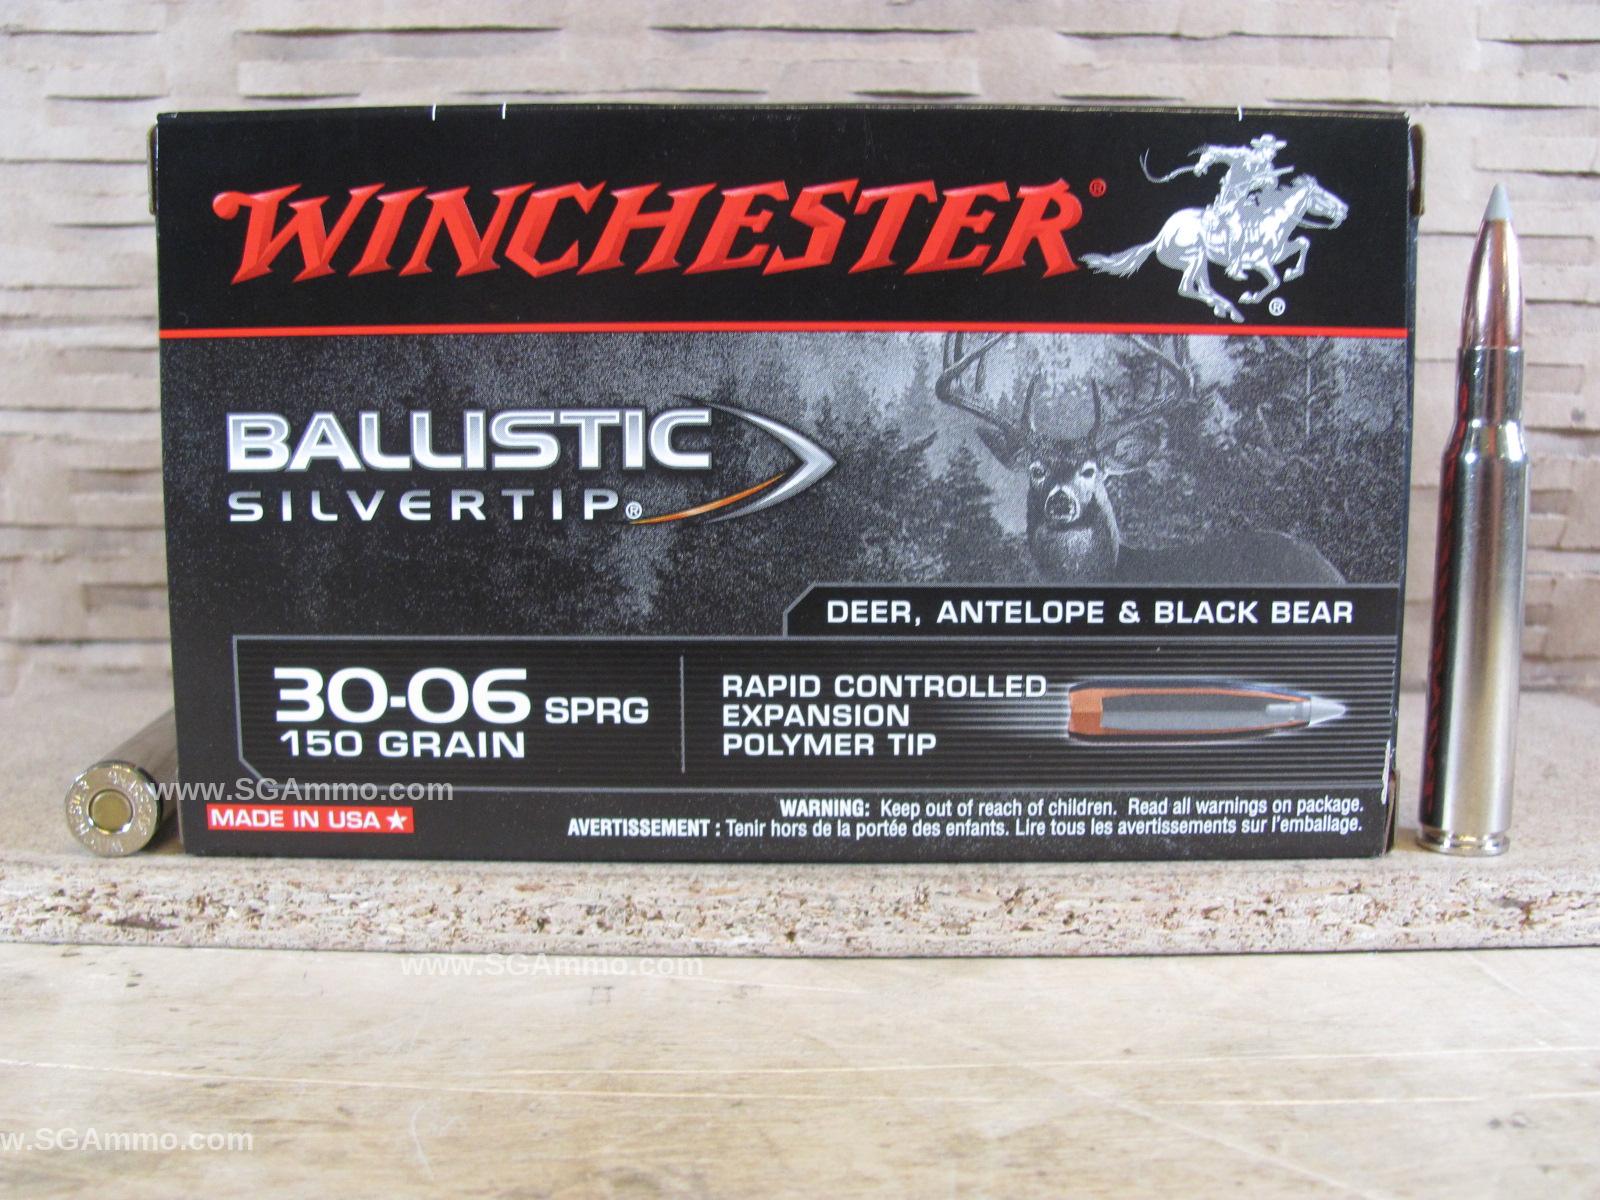 WINCHESTER®
®
BALLISTIC
SILVERTIP®
DEER, ANTELOPE & BLACK BEAR
30-06 SPRG
150 GRAIN
RAPID CONTROLLED
EXPANSION
POLYMER TIP
MADE IN USA
WARNING: Keep out of reach of children. Read all warnings on package.
AVERTISSEMENT : Tenir hors de la portée des enfants. Lire tous les avertissements sur l'emballage.
www.SGAmmo.com
www.SGAmmo.com
w.SGAmmo.com